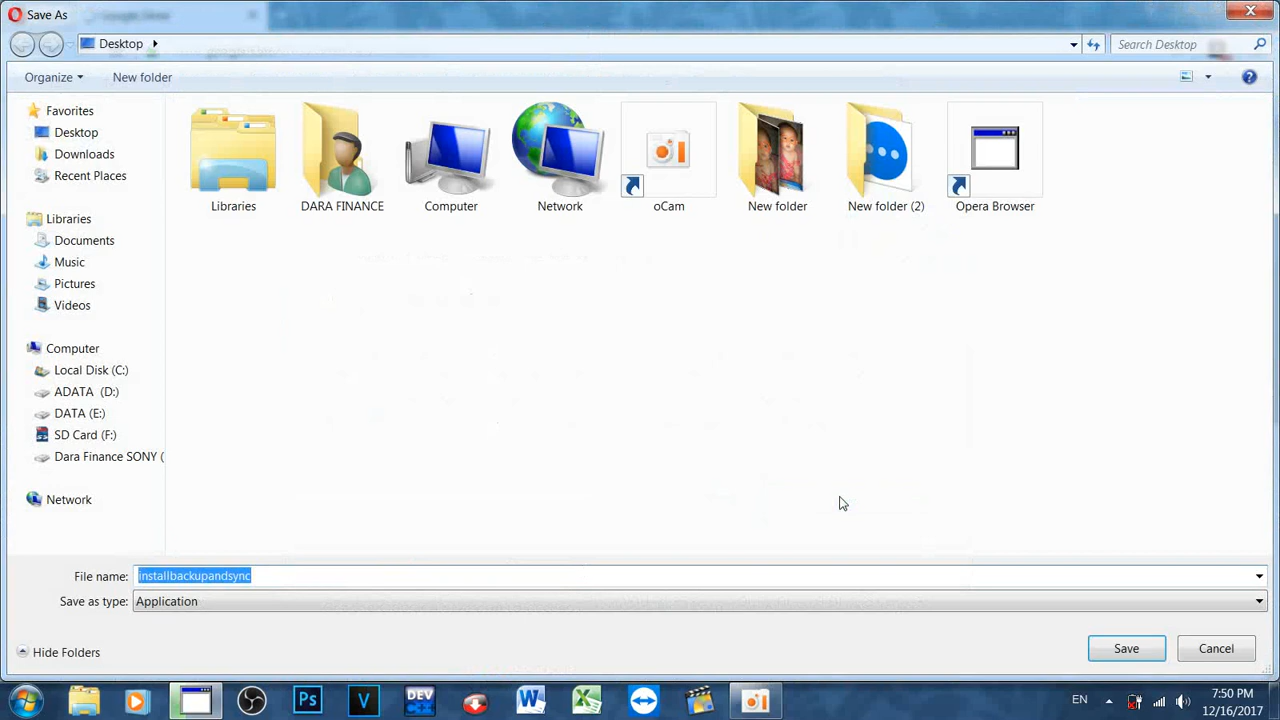 Save As
Desktop
Search Desktop
Organize
New folder
Favorites
Desktop
Downloads
Recent Places
Libraries
Documents
Music
Pictures
Videos
Computer
Local Disk (C:)
ADATA (D:)
DATA (E:)
SD Card (F:)
Dara Finance SONY (
Network
Libraries
DARA FINANCE
Computer
Network
oCam
New folder
New folder (2)
Opera Browser
File name:
installbackupandsync
Save as type:
Application
Hide Folders
Save
Cancel
Ps
V
DEV
C++
W
X
EN
7:50 PM
12/16/2017